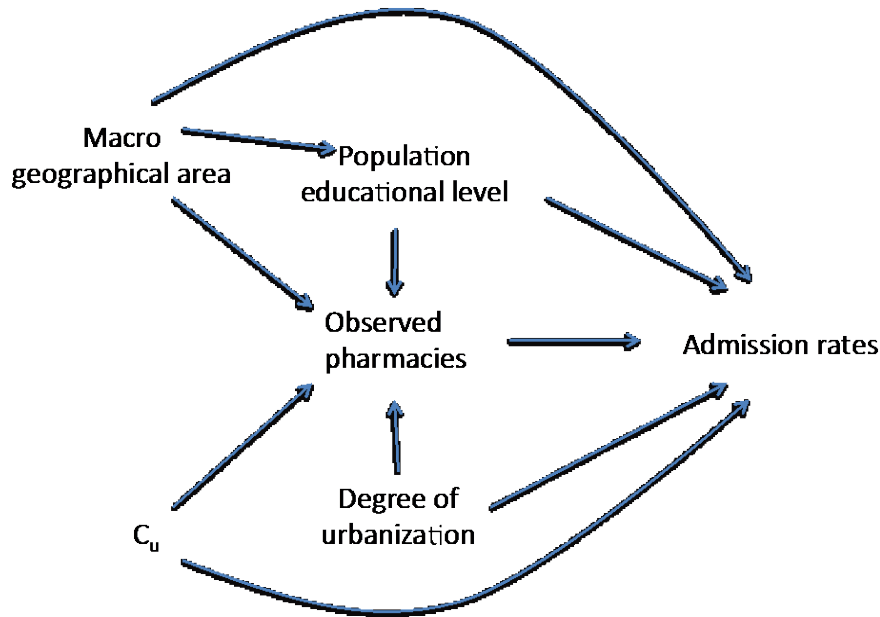 Macro
geographical area
Population
educational level
Observed
pharmacies
Admission rates
Degree of
urbanization
Cᵤ